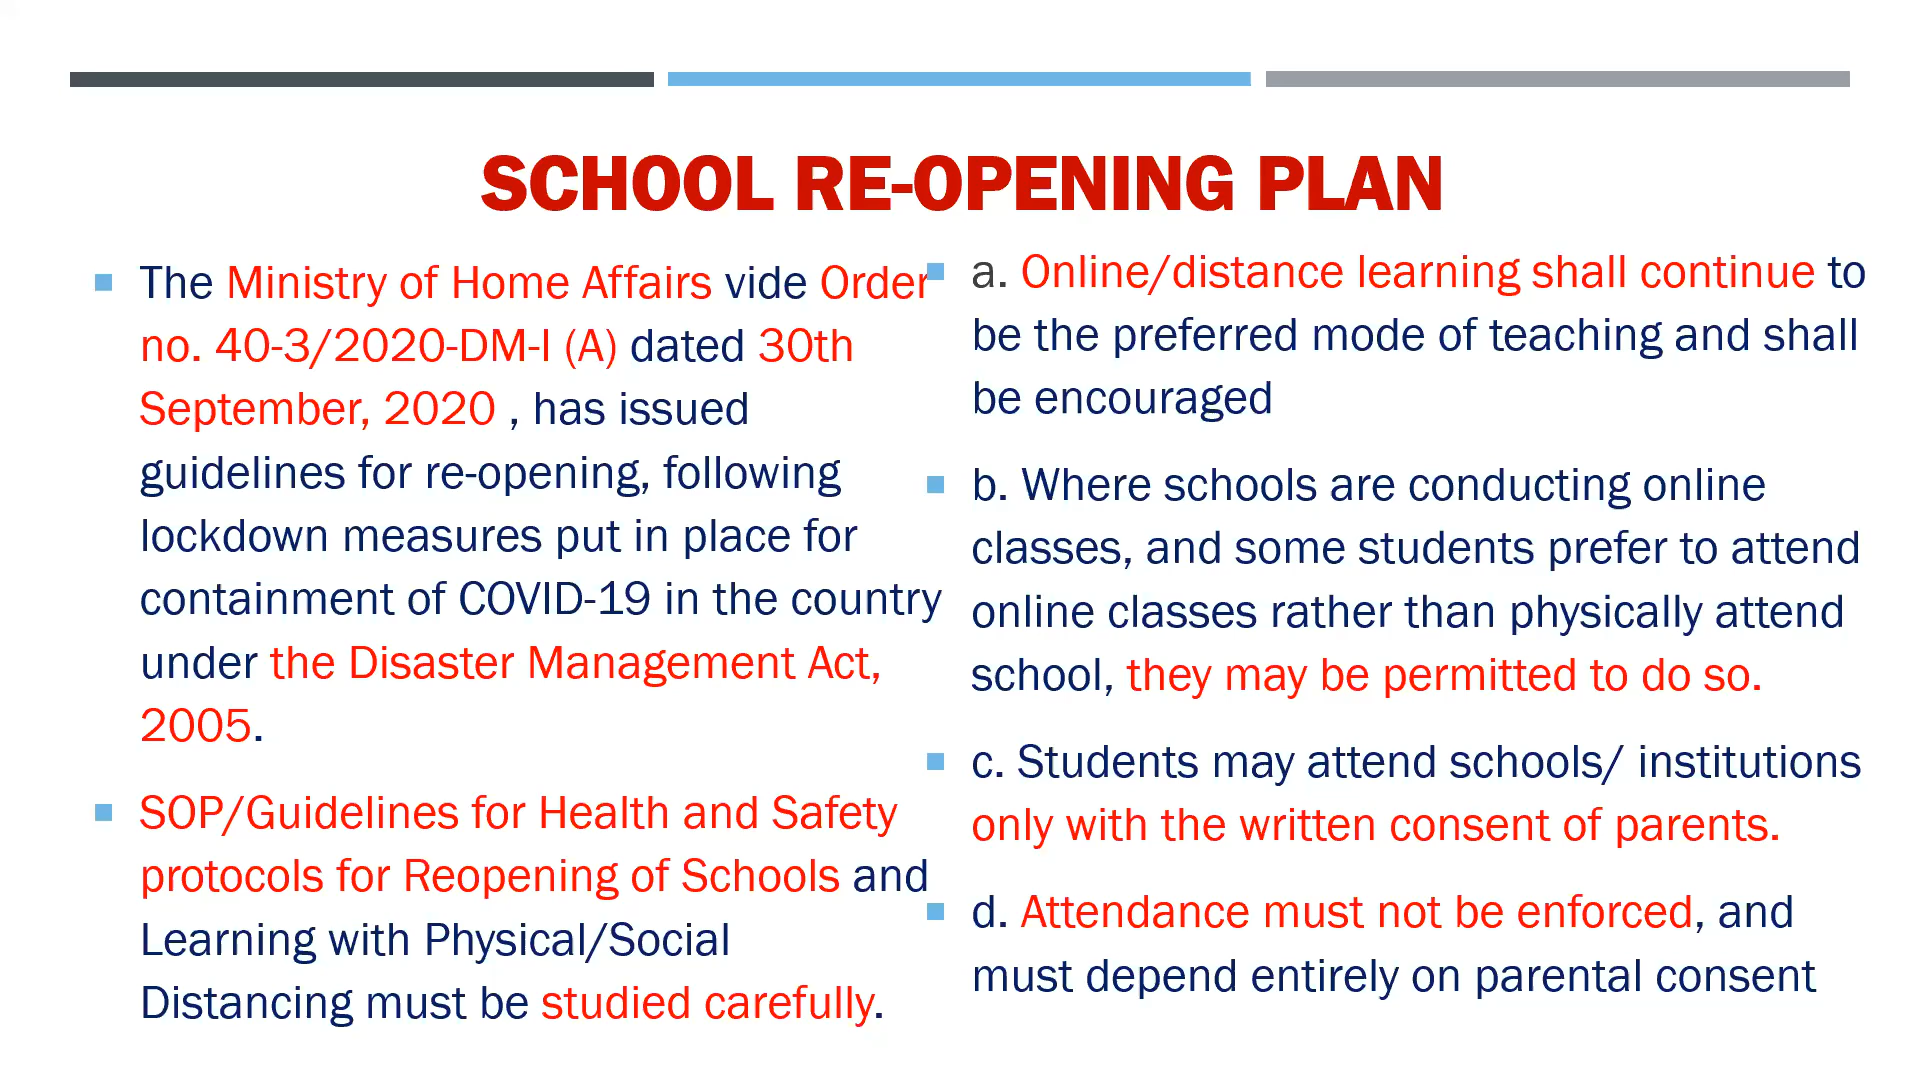 SCHOOL RE-OPENING PLAN
The Ministry of Home Affairs vide Order
no. 40-3/2020-DM-I (A) dated 30th
September, 2020 , has issued
guidelines for re-opening, following
lockdown measures put in place for
containment of COVID-19 in the country
under the Disaster Management Act,
2005.
SOP/Guidelines for Health and Safety
protocols for Reopening of Schools and
Learning with Physical/Social
Distancing must be studied carefully.
a. Online/distance learning shall continue to
be the preferred mode of teaching and shall
be encouraged
b. Where schools are conducting online
classes, and some students prefer to attend
online classes rather than physically attend
school, they may be permitted to do so.
c. Students may attend schools/ institutions
only with the written consent of parents.
d. Attendance must not be enforced, and
must depend entirely on parental consent